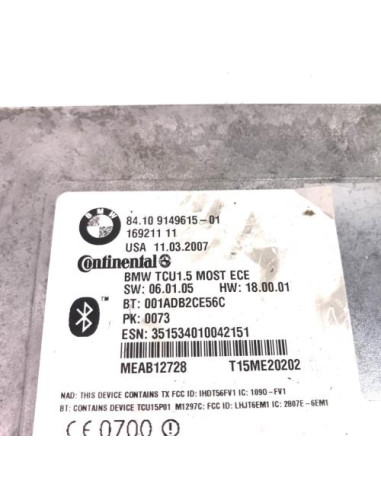 BMW
84.10 9149615-01
169211 11
USA 11.03.2007
Continental
BMW TCU1.5 MOST ECE
SW: 06.01.05 HW: 18.00.01
BT: 001ADB2CE56C
PK: 0073
ESN: 351534010042151
MEAB12728 T15ME20202
NAD: THIS DEVICE CONTAINS TX FCC ID: IHDT56FV1 IC: 109O-FV1
BT: CONTAINS DEVICE TCU15P01 M1297C: FCC ID: LHJT6EM1 IC: 2807E-6EM1
CE 0700